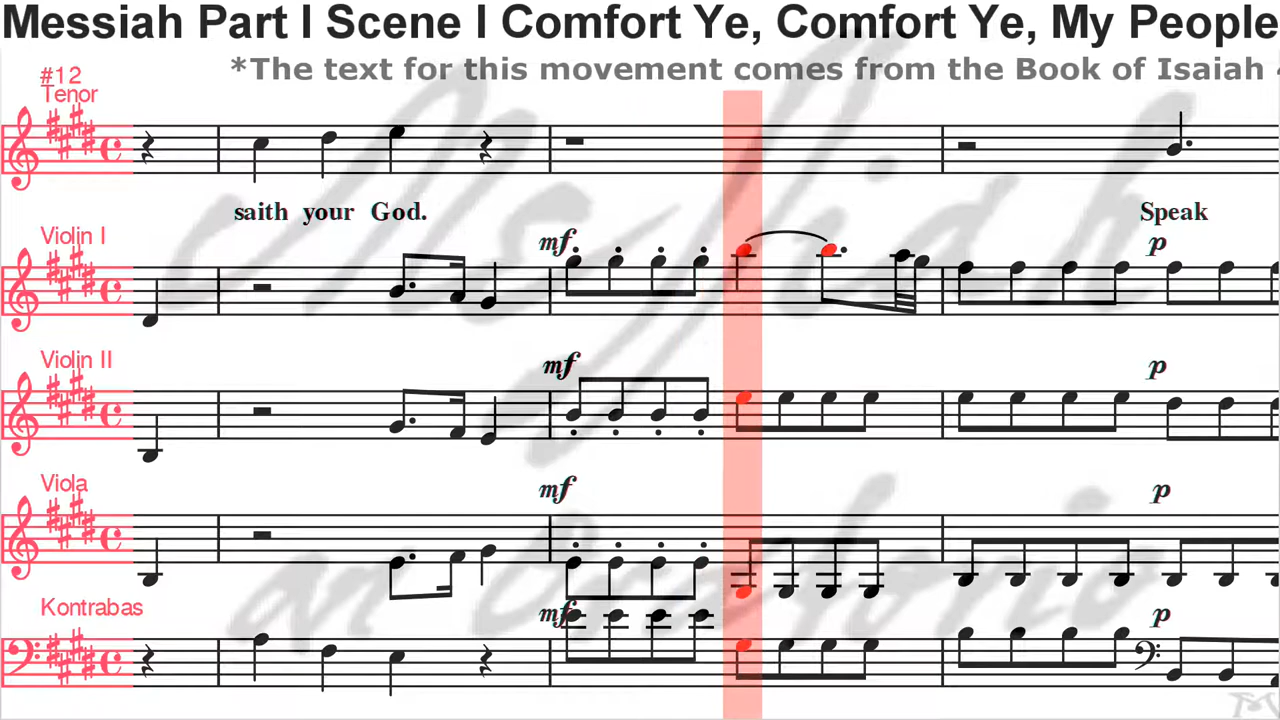 Messiah Part I Scene I Comfort Ye, Comfort Ye, My People
*The text for this movement comes from the Book of Isaiah
#12
Tenor
saith your God.
Speak
Violin I
mf
p
Violin II
mf
p
Viola
mf
p
Kontrabas
mf
p